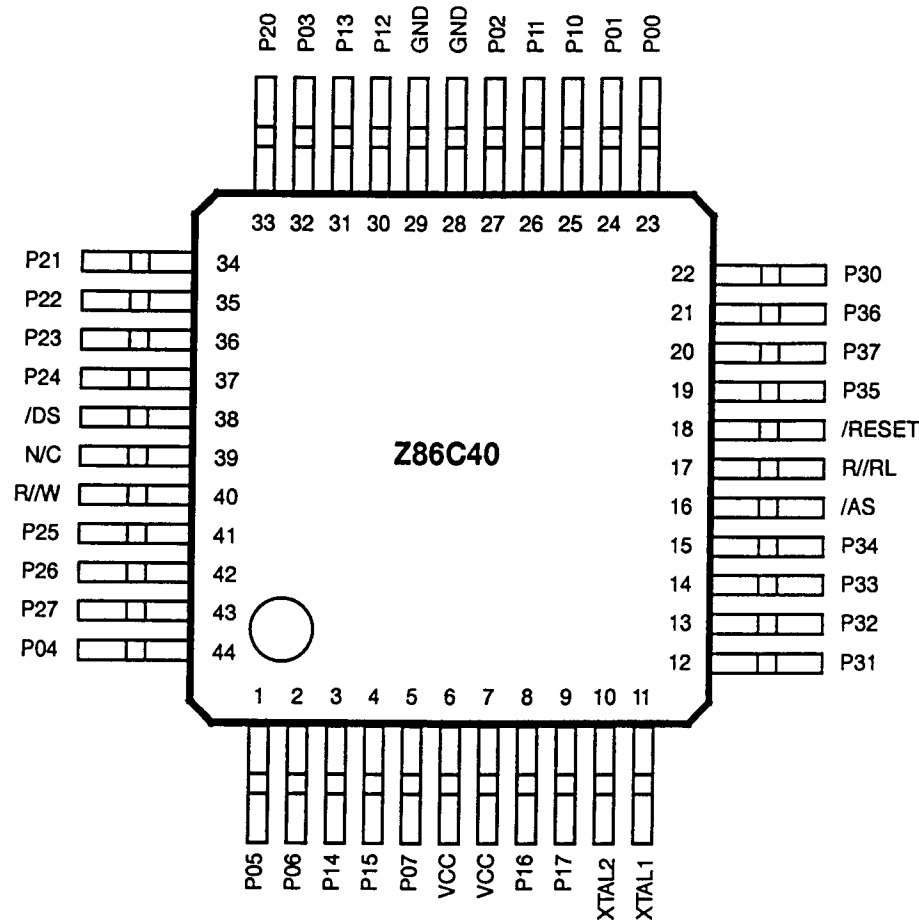 P20 P03 P13 P12 GND GND P02 P11 P10 P01 P00
33 32 31 30 29 28 27 26 25 24 23
P21 34
P22 35
P23 36
P24 37
/DS 38
N/C 39
R//W 40
P25 41
P26 42
P27 43
P04 44
Z86C40
22 P30
21 P36
20 P37
19 P35
18 /RESET
17 R//RL
16 /AS
15 P34
14 P33
13 P32
12 P31
1 2 3 4 5 6 7 8 9 10 11
P05 P06 P14 P15 P07 VCC VCC P16 P17 XTAL2 XTAL1